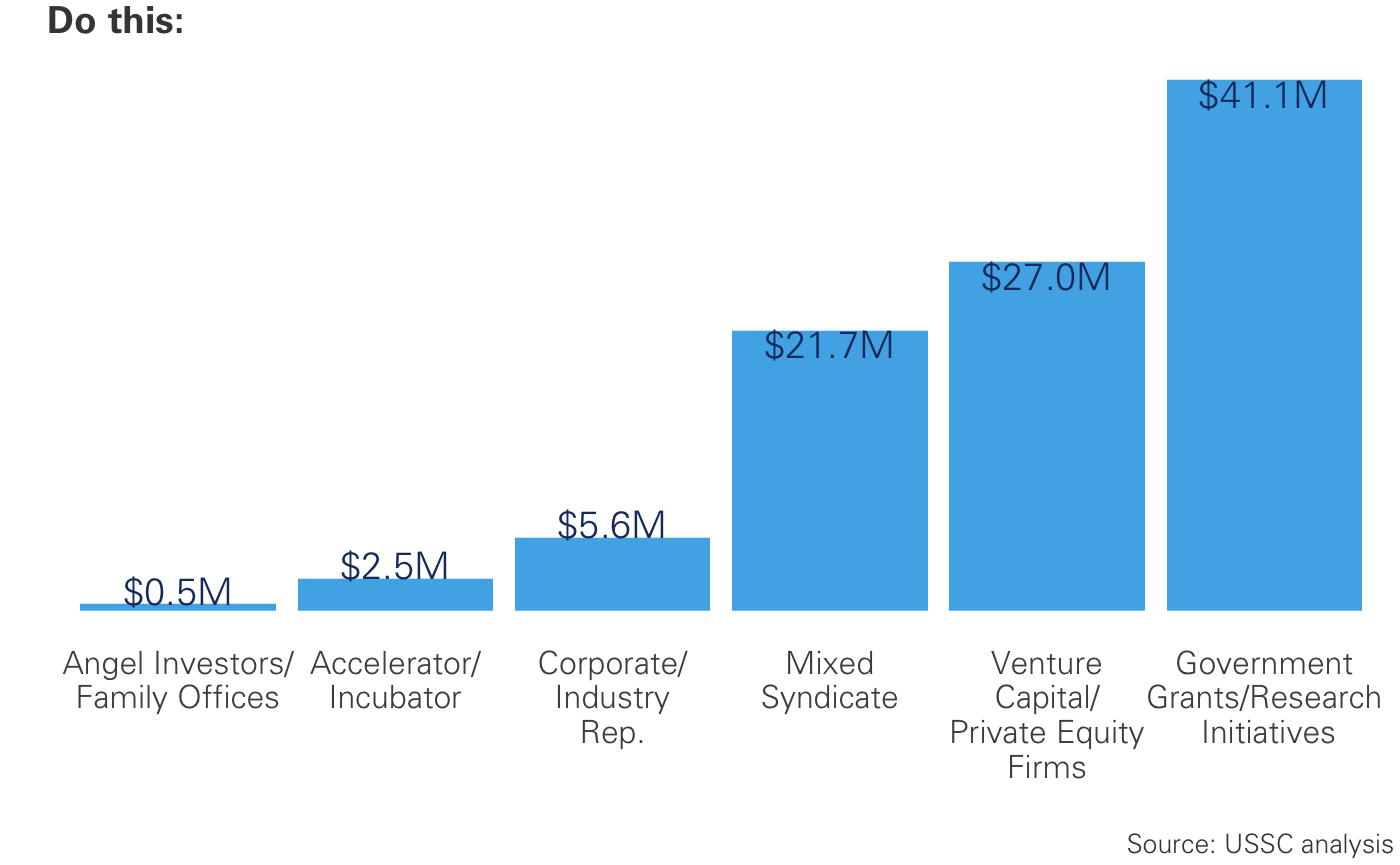 Do this:
$41.1M
$27.0M
$21.7M
$5.6M
$2.5M
$0.5M
Angel Investors/
Family Offices
Accelerator/
Incubator
Corporate/
Industry
Rep.
Mixed
Syndicate
Venture
Capital/
Private Equity
Firms
Government
Grants/Research
Initiatives
Source: USSC analysis